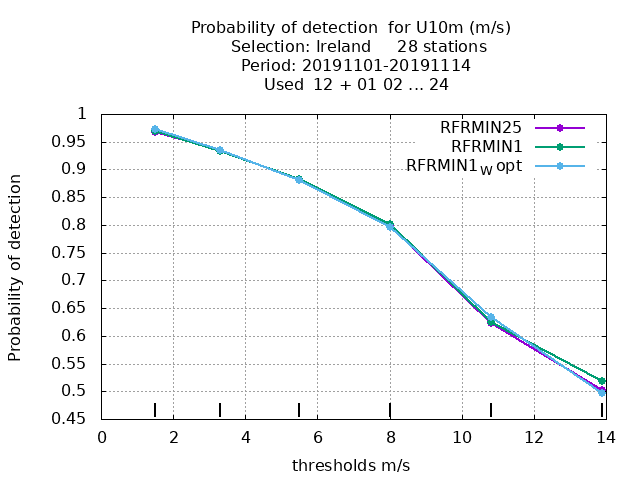 Probability of detection  for U10m (m/s)
Selection: Ireland     28 stations
Period: 20191101-20191114
Used  12 + 01 02 ... 24
RFRMIN25
RFRMIN1
RFRMIN1W opt
Probability of detection
1
0.95
0.9
0.85
0.8
0.75
0.7
0.65
0.6
0.55
0.5
0.45
0 2 4 6 8 10 12 14
thresholds m/s